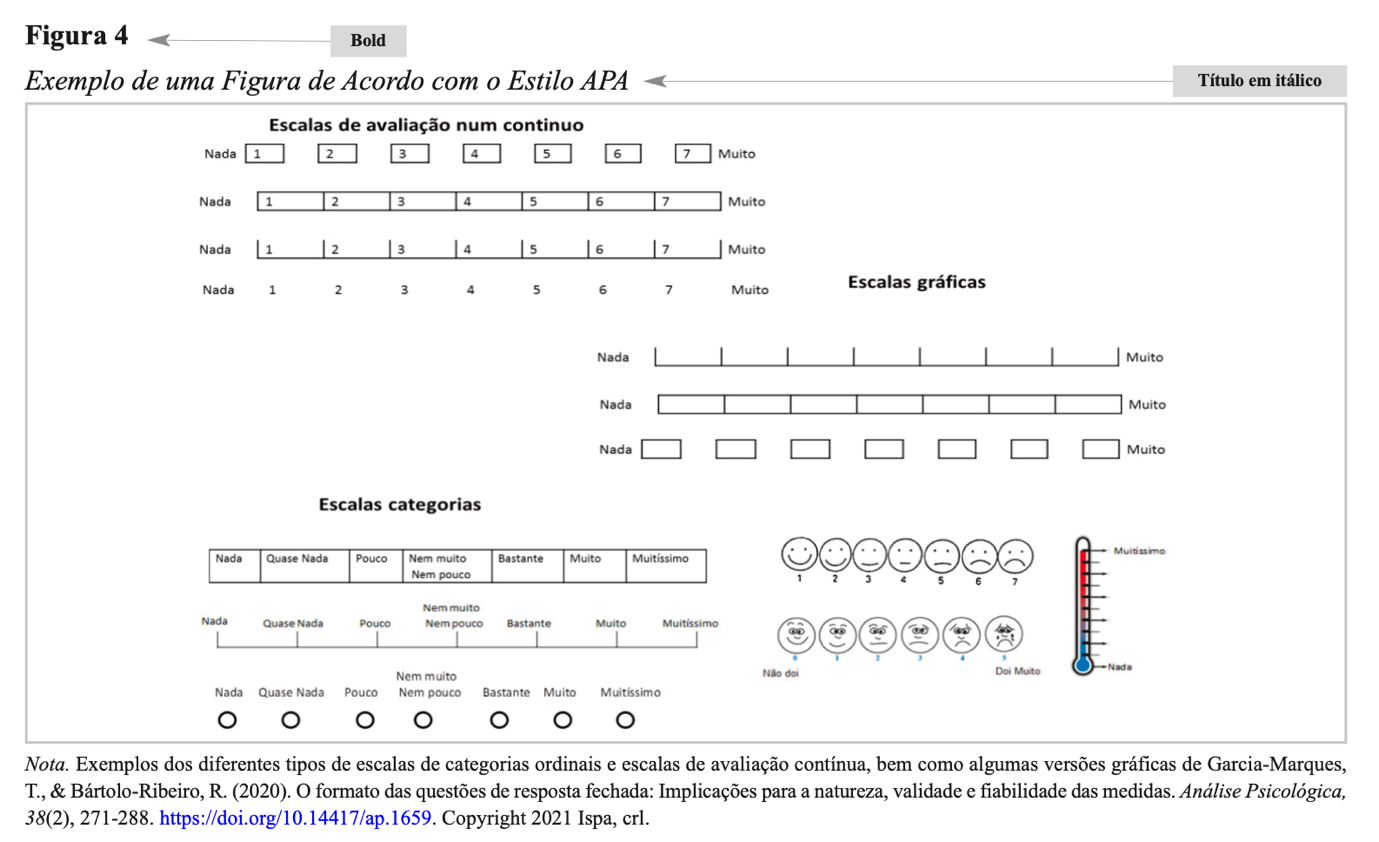 Figura 4
Bold
Exemplo de uma Figura de Acordo com o Estilo APA
Título em itálico
Escalas de avaliação num continuo
Nada 1 2 3 4 5 6 7 Muito
Nada 1 2 3 4 5 6 7 Muito
Nada 1 2 3 4 5 6 7 Muito
Nada 1 2 3 4 5 6 7 Muito
Escalas gráficas
Nada Muito
Nada Muito
Nada Muito
Escalas categorias
Nada Quase Nada Pouco Nem muito Bastante Muito Muitíssimo
Nem pouco
Nem muito
Nada Quase Nada Pouco Nem pouco Bastante Muito Muitíssimo
Nem muito
Nada Quase Nada Pouco Nem pouco Bastante Muito Muitíssimo
1 2 3 4 5 6 7
0 1 2 3 4 5
Não doi Doi Muito
Muitissimo
Nada
Nota. Exemplos dos diferentes tipos de escalas de categorias ordinais e escalas de avaliação contínua, bem como algumas versões gráficas de Garcia-Marques,
T., & Bártolo-Ribeiro, R. (2020). O formato das questões de resposta fechada: Implicações para a natureza, validade e fiabilidade das medidas. Análise Psicológica,
38(2), 271-288. https://doi.org/10.14417/ap.1659. Copyright 2021 Ispa, crl.